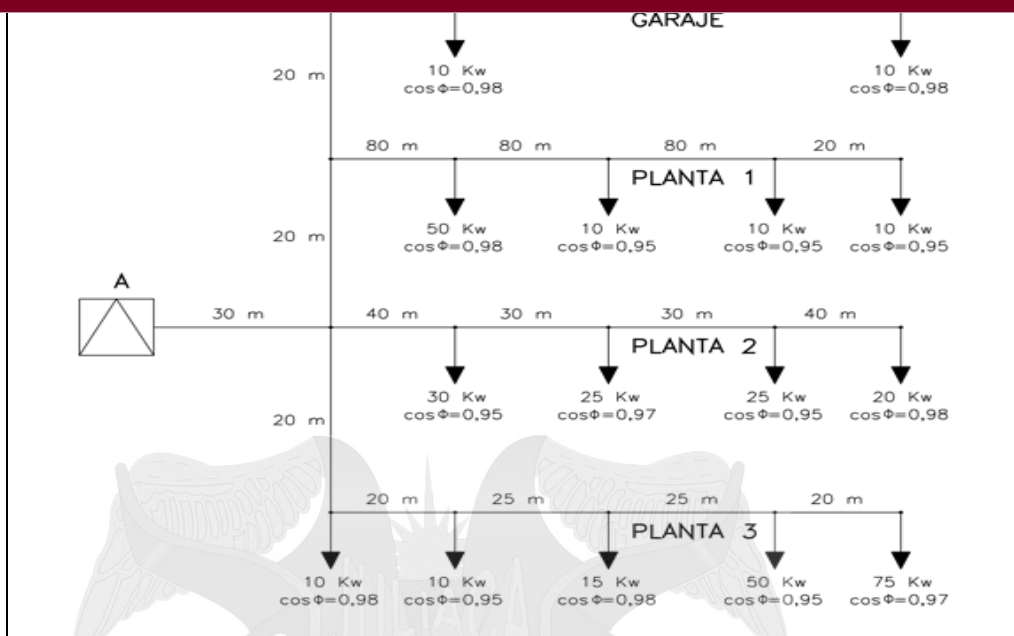 GARAJE
20 m
10 Kw 10 Kw
cosΦ=0,98 cosΦ=0,98
80 m 80 m 80 m 20 m
PLANTA 1
20 m
50 Kw 10 Kw 10 Kw 10 Kw
cosΦ=0,98 cosΦ=0,95 cosΦ=0,95 cosΦ=0,95
A
30 m 40 m 30 m 30 m 40 m
PLANTA 2
30 Kw 25 Kw 25 Kw 20 Kw
cosΦ=0,95 cosΦ=0,97 cosΦ=0,95 cosΦ=0,98
20 m
20 m 25 m 25 m 20 m
PLANTA 3
10 Kw 10 Kw 15 Kw 50 Kw 75 Kw
cosΦ=0,98 cosΦ=0,95 cosΦ=0,98 cosΦ=0,95 cosΦ=0,97